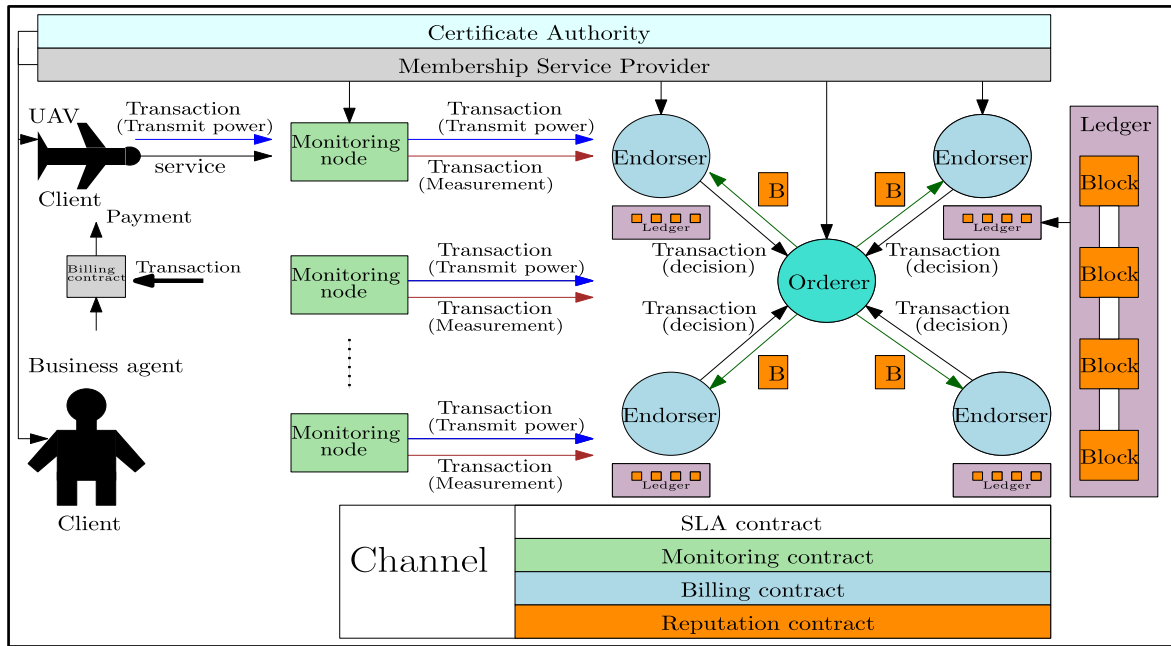 Certificate Authority
Membership Service Provider
UAV
Transaction
(Transmit power)
service
Client
Payment
Billing
contract
Transaction
Business agent
Client
Monitoring
node
Transaction
(Transmit power)
Transaction
(Measurement)
Monitoring
node
Transaction
(Transmit power)
Transaction
(Measurement)
Monitoring
node
Transaction
(Transmit power)
Transaction
(Measurement)
Endorser
Ledger
B
Transaction
(decision)
Endorser
Ledger
B
Transaction
(decision)
Orderer
Transaction
(decision)
B
Endorser
Ledger
Transaction
(decision)
B
Endorser
Ledger
Ledger
Block
Block
Block
Block
Channel
SLA contract
Monitoring contract
Billing contract
Reputation contract